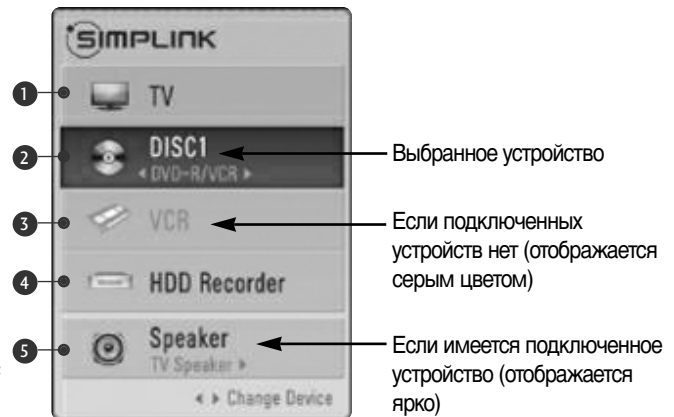 SIMPLINK
1 TV
2 DISC1
◂ DVD-R/VCR ▸
Выбранное устройство
3 VCR
Если подключенных
устройств нет (отображается
серым цветом)
4 HDD Recorder
5 Speaker
TV Speaker ▸
Если имеется подключенное
устройство (отображается
ярко)
◂ ▸ Change Device